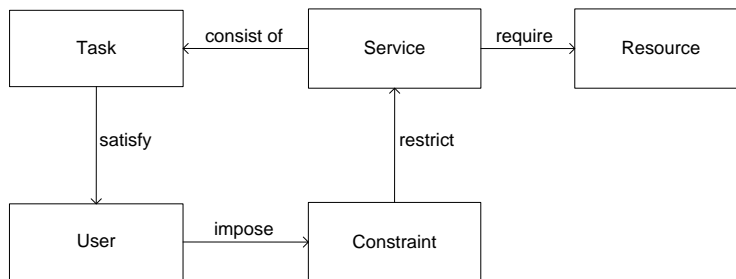 Task
consist of
Service
require
Resource
satisfy
restrict
User
impose
Constraint